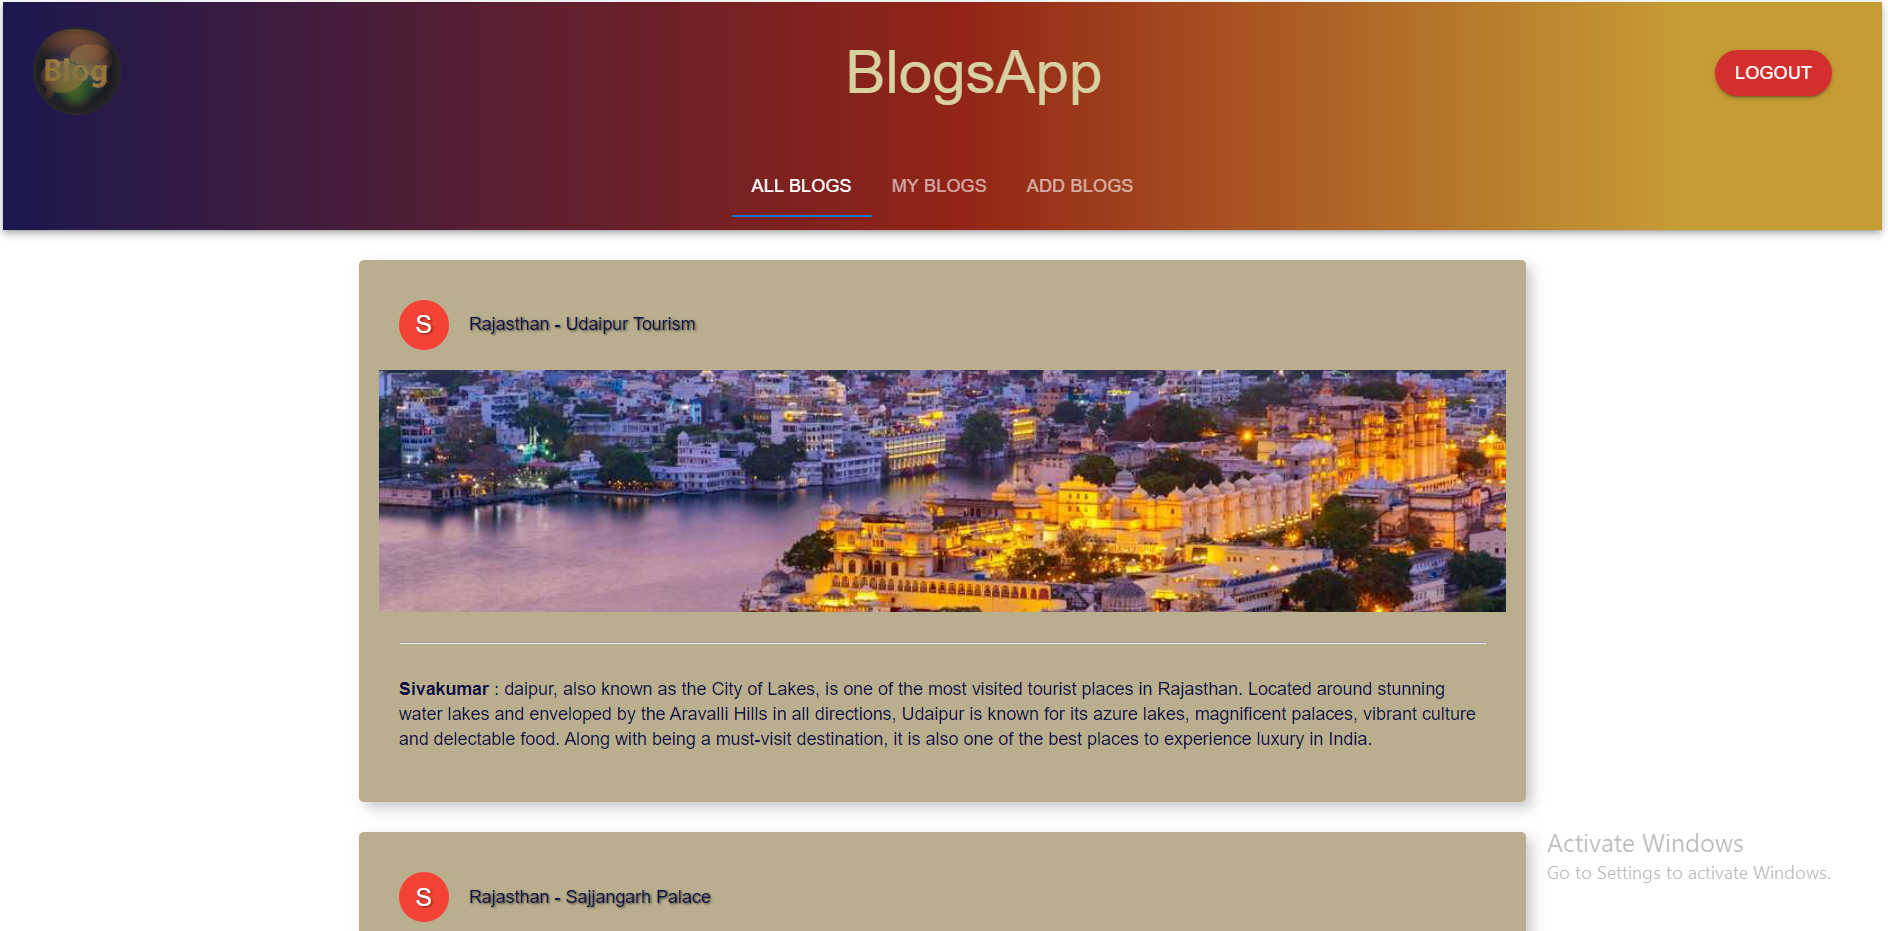 Blog
BlogsApp
LOGOUT
ALL BLOGS
MY BLOGS
ADD BLOGS
S
Rajasthan - Udaipur Tourism
Sivakumar : daipur, also known as the City of Lakes, is one of the most visited tourist places in Rajasthan. Located around stunning
water lakes and enveloped by the Aravalli Hills in all directions, Udaipur is known for its azure lakes, magnificent palaces, vibrant culture
and delectable food. Along with being a must-visit destination, it is also one of the best places to experience luxury in India.
S
Rajasthan - Sajjangarh Palace
Activate Windows
Go to Settings to activate Windows.